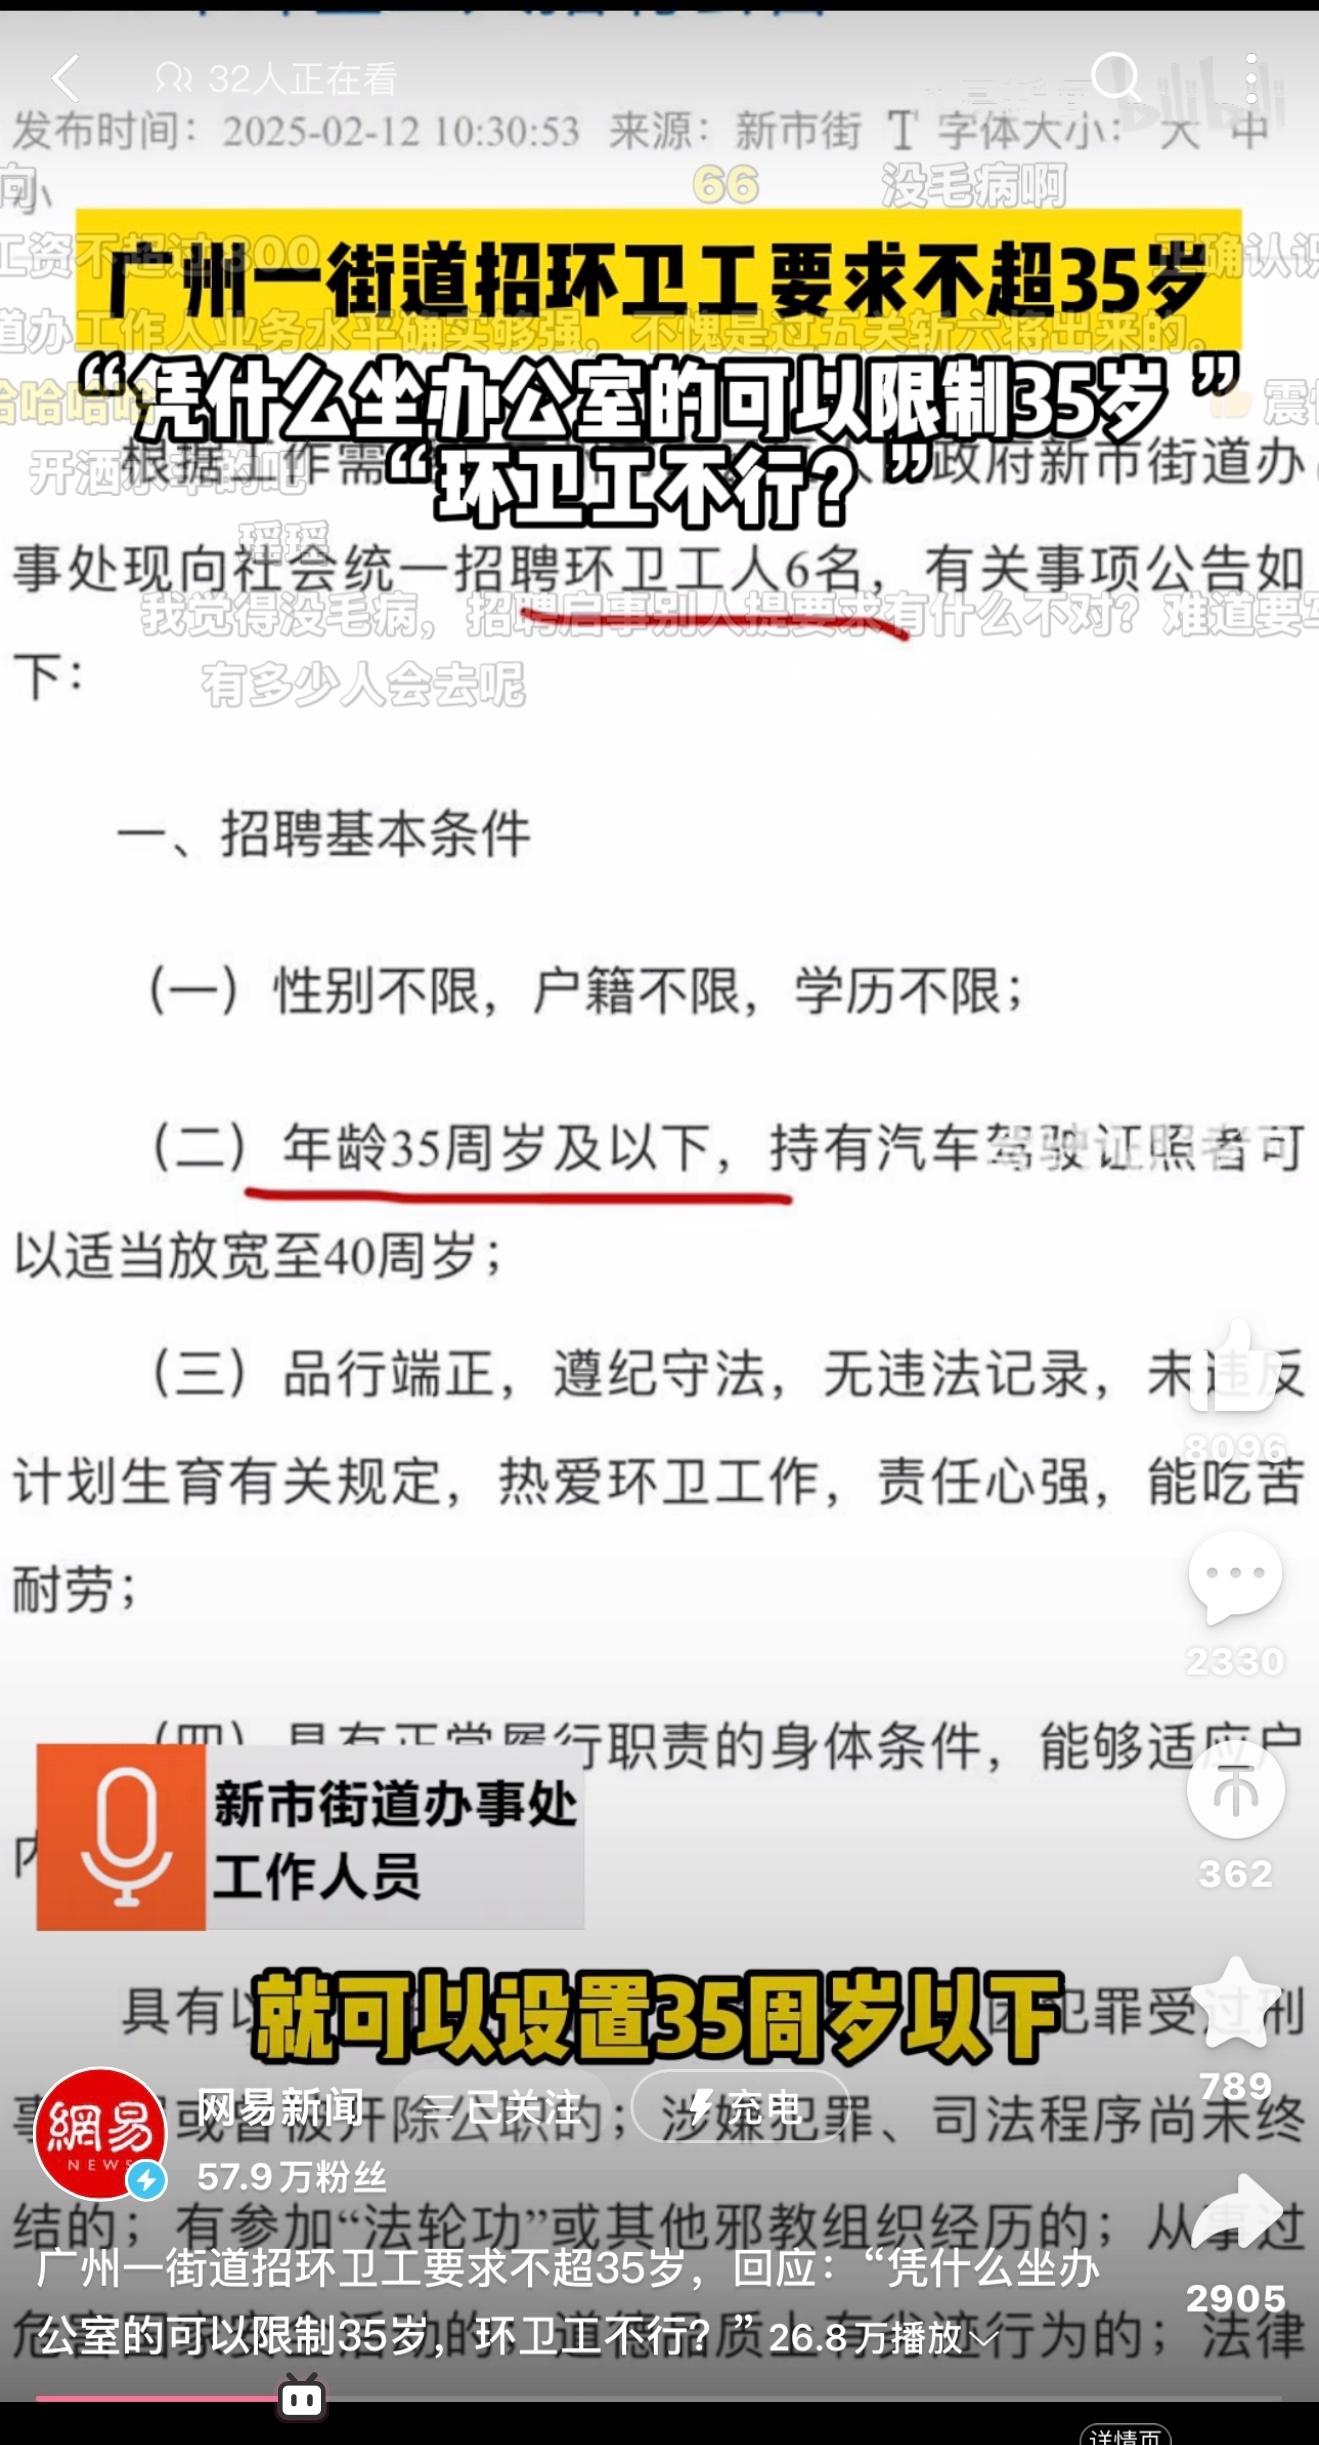 32人正在看
发布时间：2025-02-12 10:30:53 来源：新市街 T 字体大小： 大 中
小
66 没毛病啊
工资不超过800
广州一街道招环卫工要求不超35岁
正确认识
道办工作人业务水平确实够强，不愧是过五关斩六将出来的。
“凭什么坐办公室的可以限制35岁”
哈哈哈哈
根据工作需
政府新市街道办
“环卫工不行？”
瑶瑶
事处现向社会统一招聘环卫工人6名，有关事项公告如
我觉得没毛病，招聘启事别人提要求有什么不对？难道要写
下：
有多少人会去呢
一、招聘基本条件
（一）性别不限，户籍不限，学历不限；
（二）年龄35周岁及以下，持有汽车驾驶证照者可
以适当放宽至40周岁；
（三）品行端正，遵纪守法，无违法记录，未违反
8096
计划生育有关规定，热爱环卫工作，责任心强，能吃苦
耐劳；
2330
（四）具有正常履行职责的身体条件，能够适应户
新市街道办事处
工作人员
362
具有以
犯罪受过刑
就可以设置35周岁以下
789
网易新闻 已关注 充电
網易
NEWS
或曾被开除公职的；涉嫌犯罪、司法程序尚未终
57.9万粉丝
结的；有参加“法轮功”或其他邪教组织经历的；从事过
广州一街道招环卫工要求不超35岁，回应：“凭什么坐办
2905
公室的可以限制35岁，环卫工不行？”26.8万播放
行为的；法律
详情页